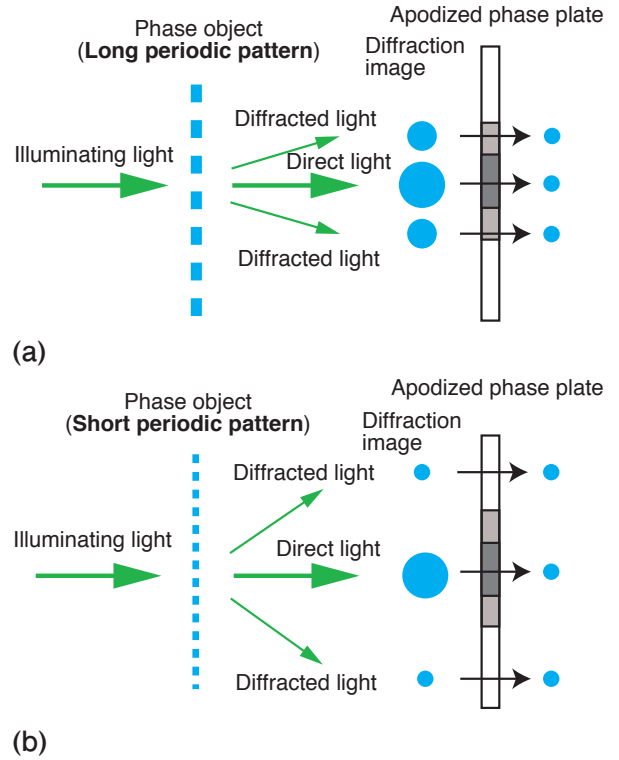 Apodized phase plate
Phase object
(Long periodic pattern)
Diffraction
image
Diffracted light
Illuminating light
Direct light
Diffracted light
(a)
Apodized phase plate
Phase object
(Short periodic pattern)
Diffraction
image
Diffracted light
Illuminating light
Direct light
Diffracted light
(b)